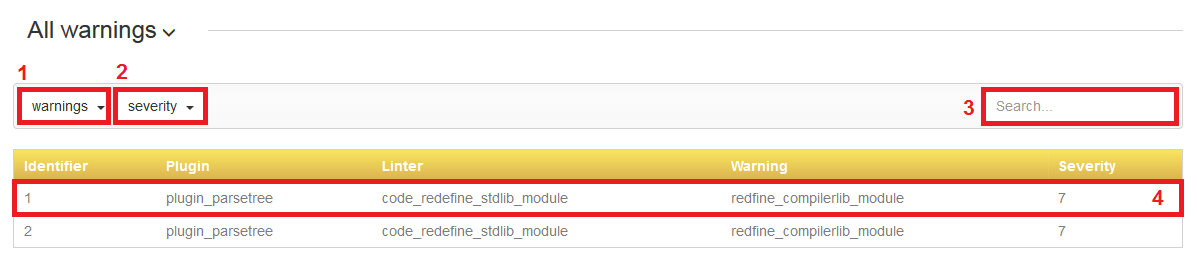 All warnings
1 2
warnings severity 3 Search...
Identifier Plugin Linter Warning Severity
1 plugin_parsetree code_redefine_stdlib_module redfine_compilerlib_module 7 4
2 plugin_parsetree code_redefine_stdlib_module redfine_compilerlib_module 7